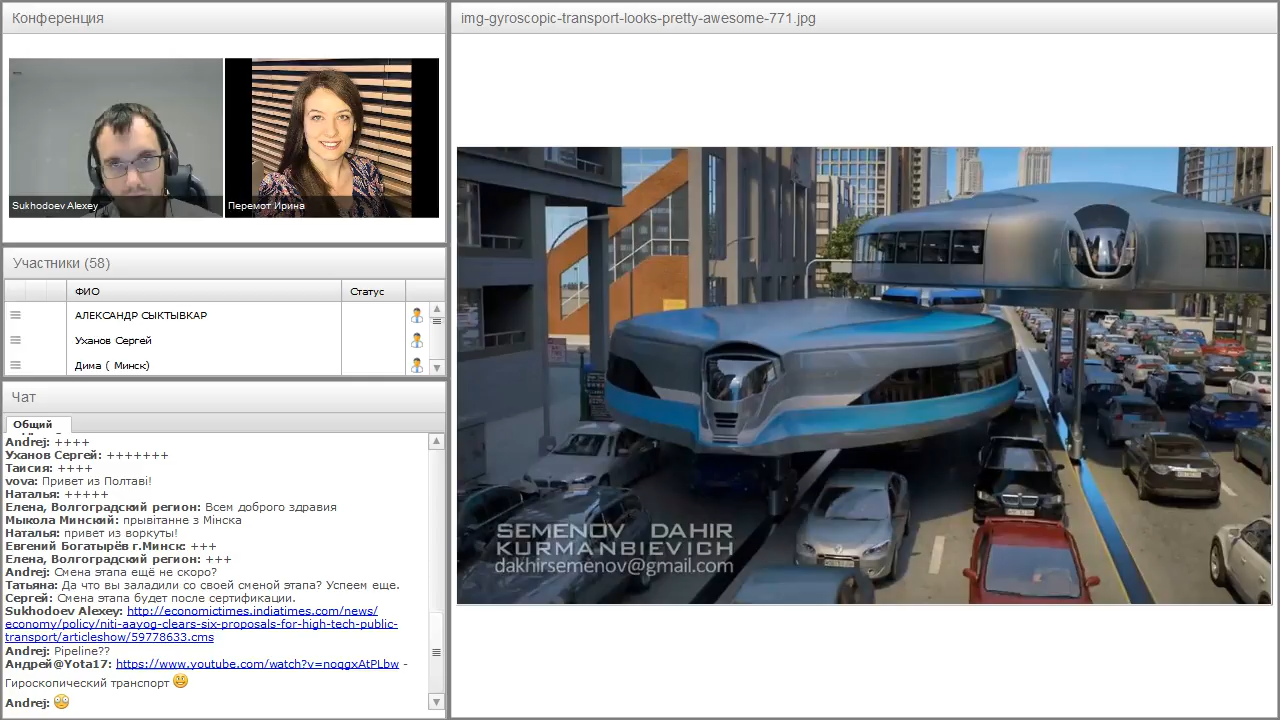 Конференция
Sukhodoev Alexey
Перемот Ирина
Участники (58)
ФИО
Статус
АЛЕКСАНДР СЫКТЫВКАР
Уханов Сергей
Дима ( Минск)
Чат
Общий
Andrej: ++++
Уханов Сергей: +++++++
Таисия: ++++
vova: Привет из Полтаві!
Наталья: +++++
Елена, Волгоградский регион: Всем доброго здравия
Мыкола Минский: прывітанне з Мінска
Наталья: привет из воркуты!
Евгений Богатырёв г.Минск: +++
Елена, Волгоградский регион: +++
Andrej: Смена этапа ещё не скоро?
Татьяна: Да что вы заладили со своей сменой этапа? Успеем еще.
Сергей: Смена этапа будет после сертификации.
Sukhodoev Alexey: http://economictimes.indiatimes.com/news/
economy/policy/niti-aayog-clears-six-proposals-for-high-tech-public-
transport/articleshow/59778633.cms
Andrej: Pipeline??
Андрей@Yota17: https://www.youtube.com/watch?v=noqgxAtPLbw -
Гироскопический транспорт
Andrej:
img-gyroscopic-transport-looks-pretty-awesome-771.jpg
SEMENOV DAHIR
KURMANBIEVICH
dakhirsemenov@gmail.com